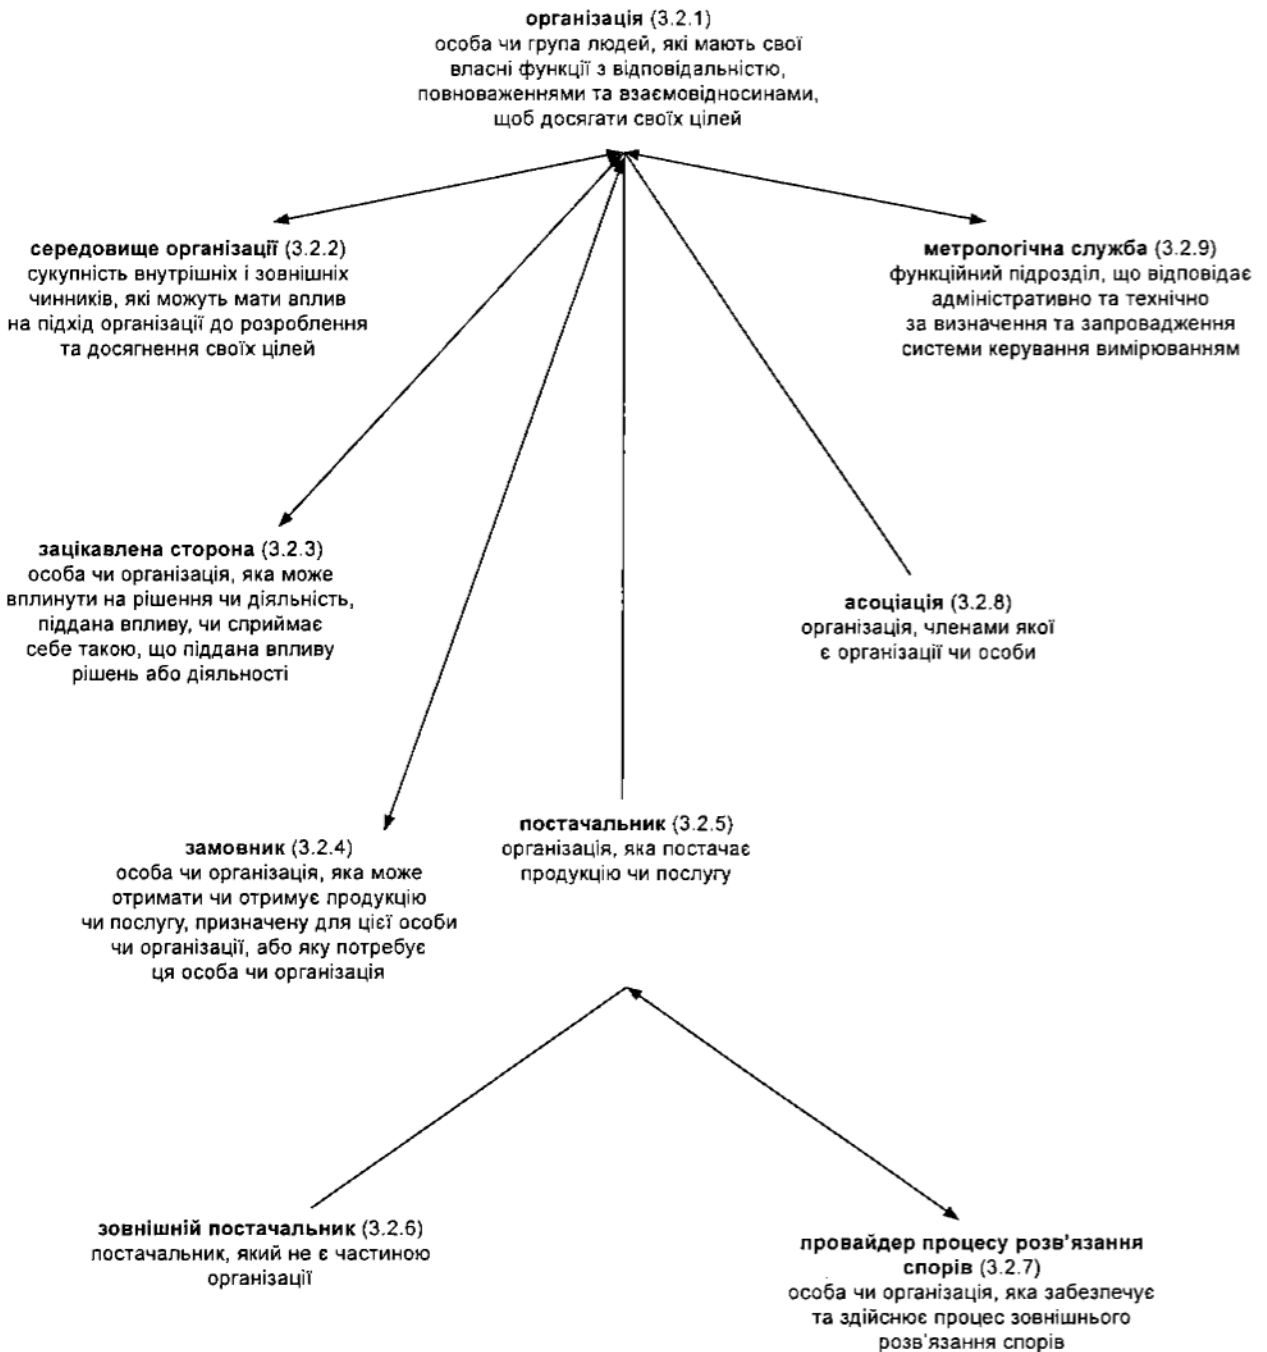 організація (3.2.1)
особа чи група людей, які мають свої
власні функції з відповідальністю,
повноваженнями та взаємовідносинами,
щоб досягати своїх цілей
середовище організації (3.2.2)
сукупність внутрішніх і зовнішніх
чинників, які можуть мати вплив
на підхід організації до розроблення
та досягнення своїх цілей
метрологічна служба (3.2.9)
функційний підрозділ, що відповідає
адміністративно та технічно
за визначення та запровадження
системи керування вимірюванням
зацікавлена сторона (3.2.3)
особа чи організація, яка може
вплинути на рішення чи діяльність,
піддана впливу, чи сприймає
себе такою, що піддана впливу
рішень або діяльності
асоціація (3.2.8)
організація, членами якої
є організації чи особи
замовник (3.2.4)
особа чи організація, яка може
отримати чи отримує продукцію
чи послугу, призначену для цієї особи
чи організації, або яку потребує
ця особа чи організація
постачальник (3.2.5)
організація, яка постачає
продукцію чи послугу
зовнішній постачальник (3.2.6)
постачальник, який не є частиною
організації
провайдер процесу розв'язання
спорів (3.2.7)
особа чи організація, яка забезпечує
та здійснює процес зовнішнього
розв'язання спорів